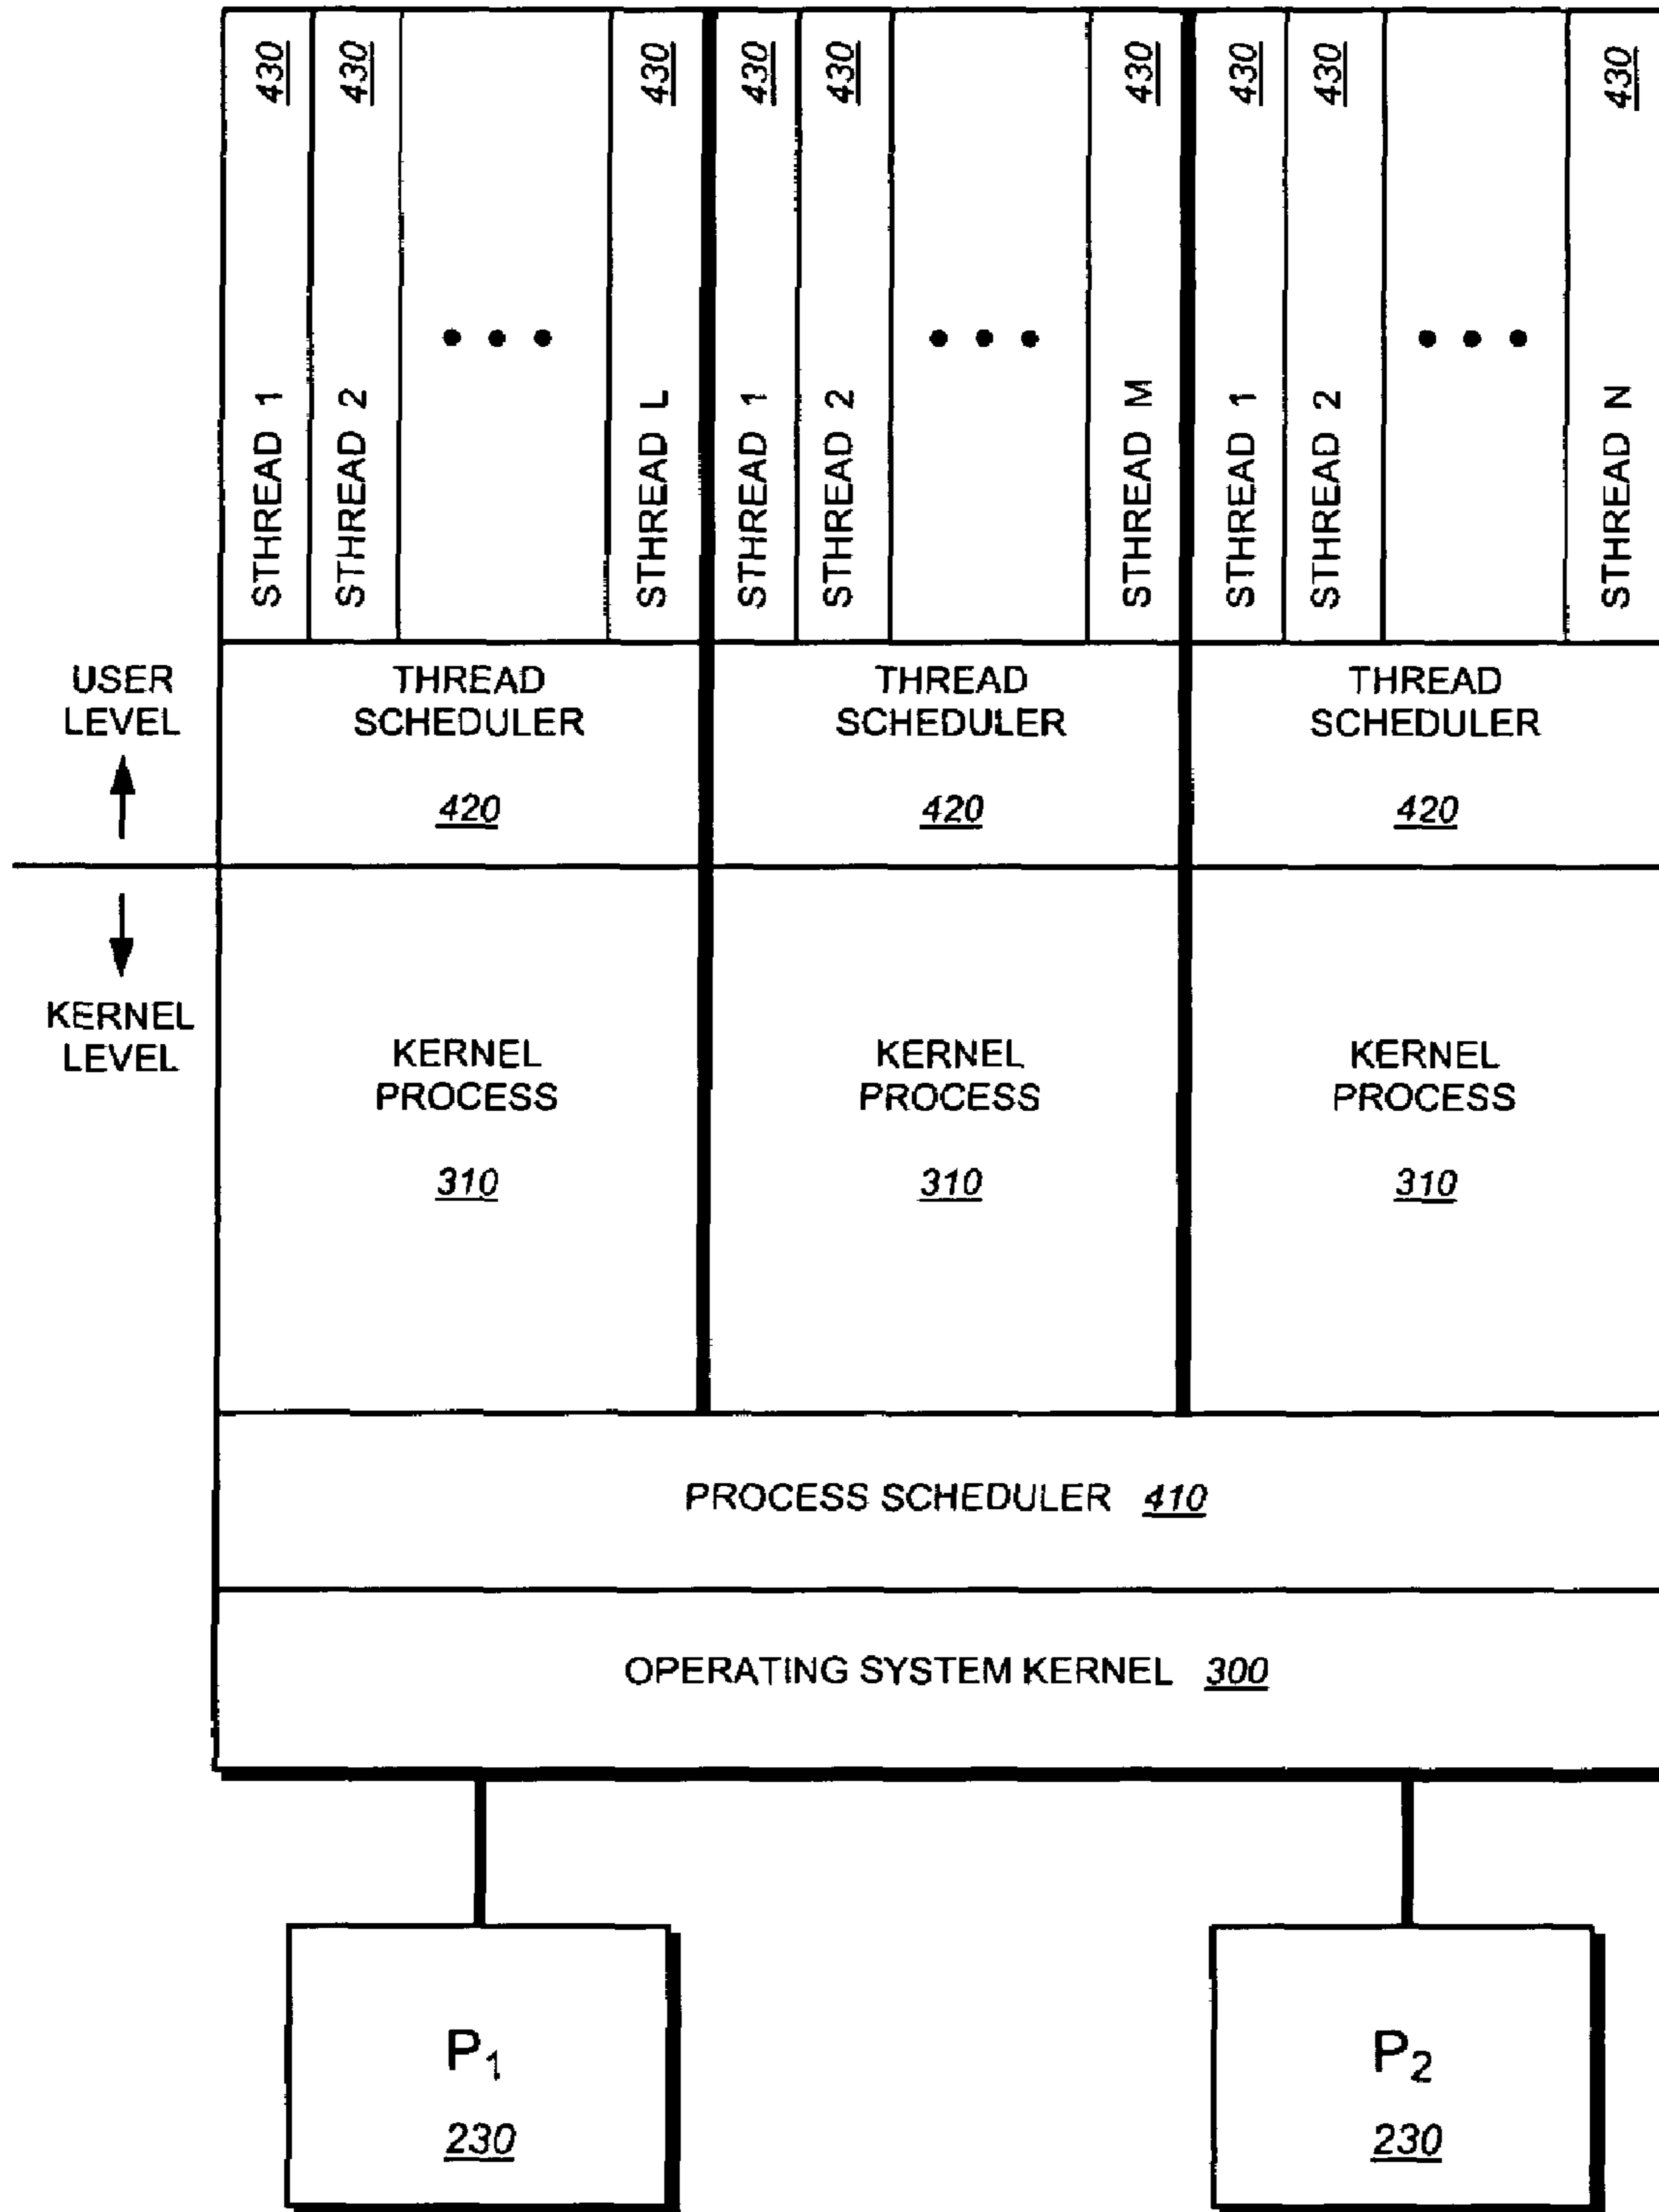 STHREAD 1 430
STHREAD 2 430
• • •
STHREAD L 430
STHREAD 1 430
STHREAD 2 430
• • •
STHREAD M 430
STHREAD 1 430
STHREAD 2 430
• • •
STHREAD N 430
USER
LEVEL
THREAD
SCHEDULER
420
THREAD
SCHEDULER
420
THREAD
SCHEDULER
420
KERNEL
LEVEL
KERNEL
PROCESS
310
KERNEL
PROCESS
310
KERNEL
PROCESS
310
PROCESS SCHEDULER 410
OPERATING SYSTEM KERNEL 300
P1
230
P2
230